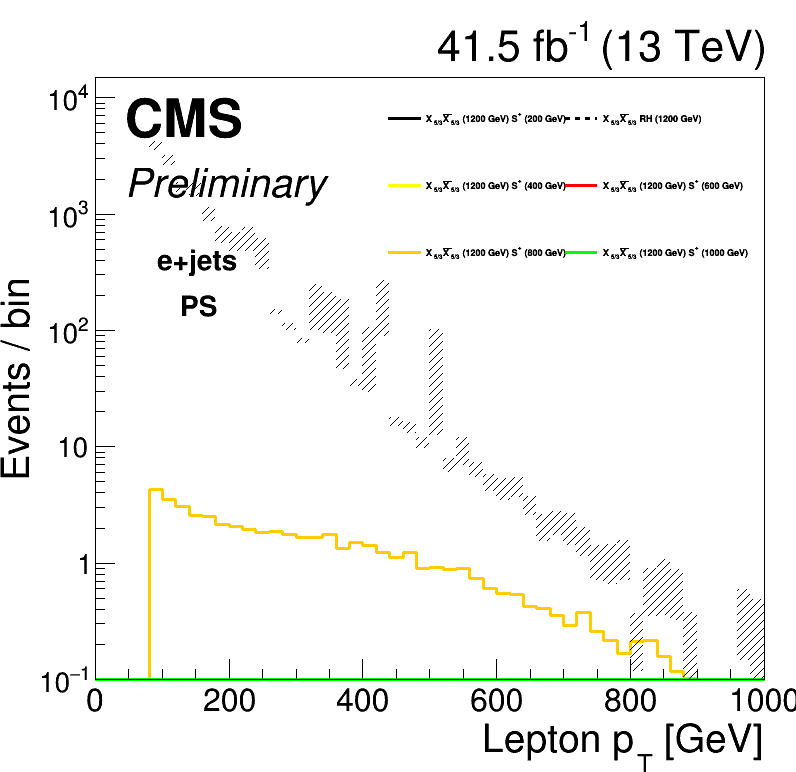 41.5 fb⁻¹ (13 TeV)
CMS
Preliminary
e+jets
PS
X₅/₃X̅₅/₃ (1200 GeV) S⁺ (200 GeV)
X₅/₃X̅₅/₃ RH (1200 GeV)
X₅/₃X̅₅/₃ (1200 GeV) S⁺ (400 GeV)
X₅/₃X̅₅/₃ (1200 GeV) S⁺ (600 GeV)
X₅/₃X̅₅/₃ (1200 GeV) S⁺ (800 GeV)
X₅/₃X̅₅/₃ (1200 GeV) S⁺ (1000 GeV)
Events / bin
10⁴
10³
10²
10
1
10⁻¹
0 200 400 600 800 1000
Lepton p_T [GeV]